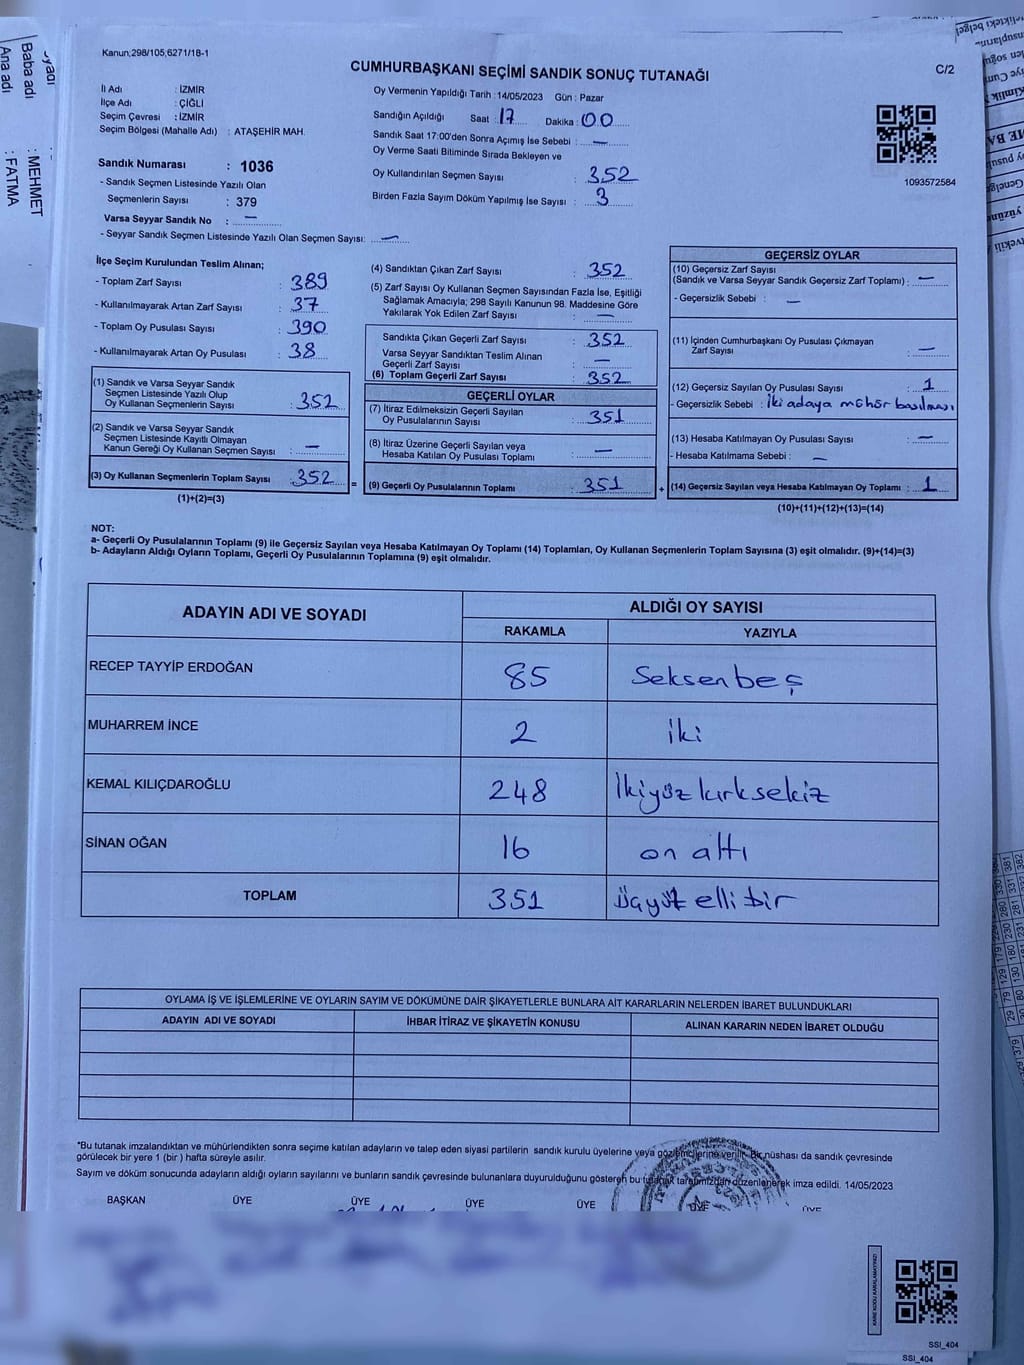 Kanun;298/105;6271/18-1
CUMHURBAŞKANI SEÇİMİ SANDIK SONUÇ TUTANAĞI
C/2
İl Adı : İZMİR
İlçe Adı : ÇİĞLİ
Seçim Çevresi : İZMİR
Seçim Bölgesi (Mahalle Adı) : ATAŞEHİR MAH.
Sandık Numarası : 1036
- Sandık Seçmen Listesinde Yazılı Olan
Seçmenlerin Sayısı : 379
Varsa Seyyar Sandık No : —
- Seyyar Sandık Seçmen Listesinde Yazılı Olan Seçmen Sayısı: —
Oy Vermenin Yapıldığı Tarih : 14/05/2023 Gün : Pazar
Sandığın Açıldığı Saat : 17 Dakika : 00
Sandık Saat 17:00'den Sonra Açımış İse Sebebi : —
Oy Verme Saati Bitiminde Sırada Bekleyen ve
Oy Kullandırılan Seçmen Sayısı : 352
Birden Fazla Sayım Döküm Yapılmış İse Sayısı : 3
1093572584
İlçe Seçim Kurulundan Teslim Alınan;
- Toplam Zarf Sayısı : 389
- Kullanılmayarak Artan Zarf Sayısı : 37
- Toplam Oy Pusulası Sayısı : 390
- Kullanılmayarak Artan Oy Pusulası : 38
(1) Sandık ve Varsa Seyyar Sandık
Seçmen Listesinde Yazılı Olup
Oy Kullanan Seçmenlerin Sayısı : 352
(2) Sandık ve Varsa Seyyar Sandık
Seçmen Listesinde Kayıtlı Olmayan
Kanun Gereği Oy Kullanan Seçmen Sayısı : —
(3) Oy Kullanan Seçmenlerin Toplam Sayısı : 352
(1)+(2)=(3)
(4) Sandıktan Çıkan Zarf Sayısı : 352
(5) Zarf Sayısı Oy Kullanan Seçmen Sayısından Fazla İse, Eşitliği
Sağlamak Amacıyla; 298 Sayılı Kanunun 98. Maddesine Göre
Yakılarak Yok Edilen Zarf Sayısı : —
Sandıkta Çıkan Geçerli Zarf Sayısı : 352
Varsa Seyyar Sandıktan Teslim Alınan
Geçerli Zarf Sayısı : —
(6) Toplam Geçerli Zarf Sayısı : 352
GEÇERLİ OYLAR
(7) İtiraz Edilmeksizin Geçerli Sayılan
Oy Pusulalarının Sayısı : 351
(8) İtiraz Üzerine Geçerli Sayılan veya
Hesaba Katılan Oy Pusulası Toplamı : —
= (9) Geçerli Oy Pusulalarının Toplamı : 351
GEÇERSİZ OYLAR
(10) Geçersiz Zarf Sayısı
(Sandık ve Varsa Seyyar Sandık Geçersiz Zarf Toplamı) : —
- Geçersizlik Sebebi : —
(11) İçinden Cumhurbaşkanı Oy Pusulası Çıkmayan
Zarf Sayısı : —
(12) Geçersiz Sayılan Oy Pusulası Sayısı : 1
- Geçersizlik Sebebi : İki adaya mühür basılması
(13) Hesaba Katılmayan Oy Pusulası Sayısı : —
- Hesaba Katılmama Sebebi : —
+ (14) Geçersiz Sayılan veya Hesaba Katılmayan Oy Toplamı : 1
(10)+(11)+(12)+(13)=(14)
NOT:
a- Geçerli Oy Pusulalarının Toplamı (9) ile Geçersiz Sayılan veya Hesaba Katılmayan Oy Toplamı (14) Toplamları, Oy Kullanan Seçmenlerin Toplam Sayısına (3) eşit olmalıdır. (9)+(14)=(3)
b- Adayların Aldığı Oyların Toplamı, Geçerli Oy Pusulalarının Toplamına (9) eşit olmalıdır.
ADAYIN ADI VE SOYADI
ALDIĞI OY SAYISI
RAKAMLA YAZIYLA
RECEP TAYYİP ERDOĞAN 85 Seksen beş
MUHARREM İNCE 2 iki
KEMAL KILIÇDAROĞLU 248 İkiyüz kırk sekiz
SİNAN OĞAN 16 on altı
TOPLAM 351 Üçyüz elli bir
OYLAMA İŞ VE İŞLEMLERİNE VE OYLARIN SAYIM VE DÖKÜMÜNE DAİR ŞİKAYETLERLE BUNLARA AİT KARARLARIN NELERDEN İBARET BULUNDUKLARI
ADAYIN ADI VE SOYADI İHBAR İTİRAZ VE ŞİKAYETİN KONUSU ALINAN KARARIN NEDEN İBARET OLDUĞU
*Bu tutanak imzalandıktan ve mühürlendikten sonra seçime katılan adayların ve talep eden siyasi partilerin sandık kurulu üyelerine veya gözlemcilerine verilir. Bir nüshası da sandık çevresinde
görülecek bir yere 1 (bir ) hafta süreyle asılır.
Sayım ve döküm sonucunda adayların aldığı oyların sayılarını ve bunların sandık çevresinde bulunanlara duyurulduğunu gösteren bu tutanak tarafımızdan düzenlenerek imza edildi. 14/05/2023
BAŞKAN ÜYE ÜYE ÜYE ÜYE ÜYE ÜYE
SSI_404
SSI_404
Baba adı : MEHMET
Ana adı : FATMA